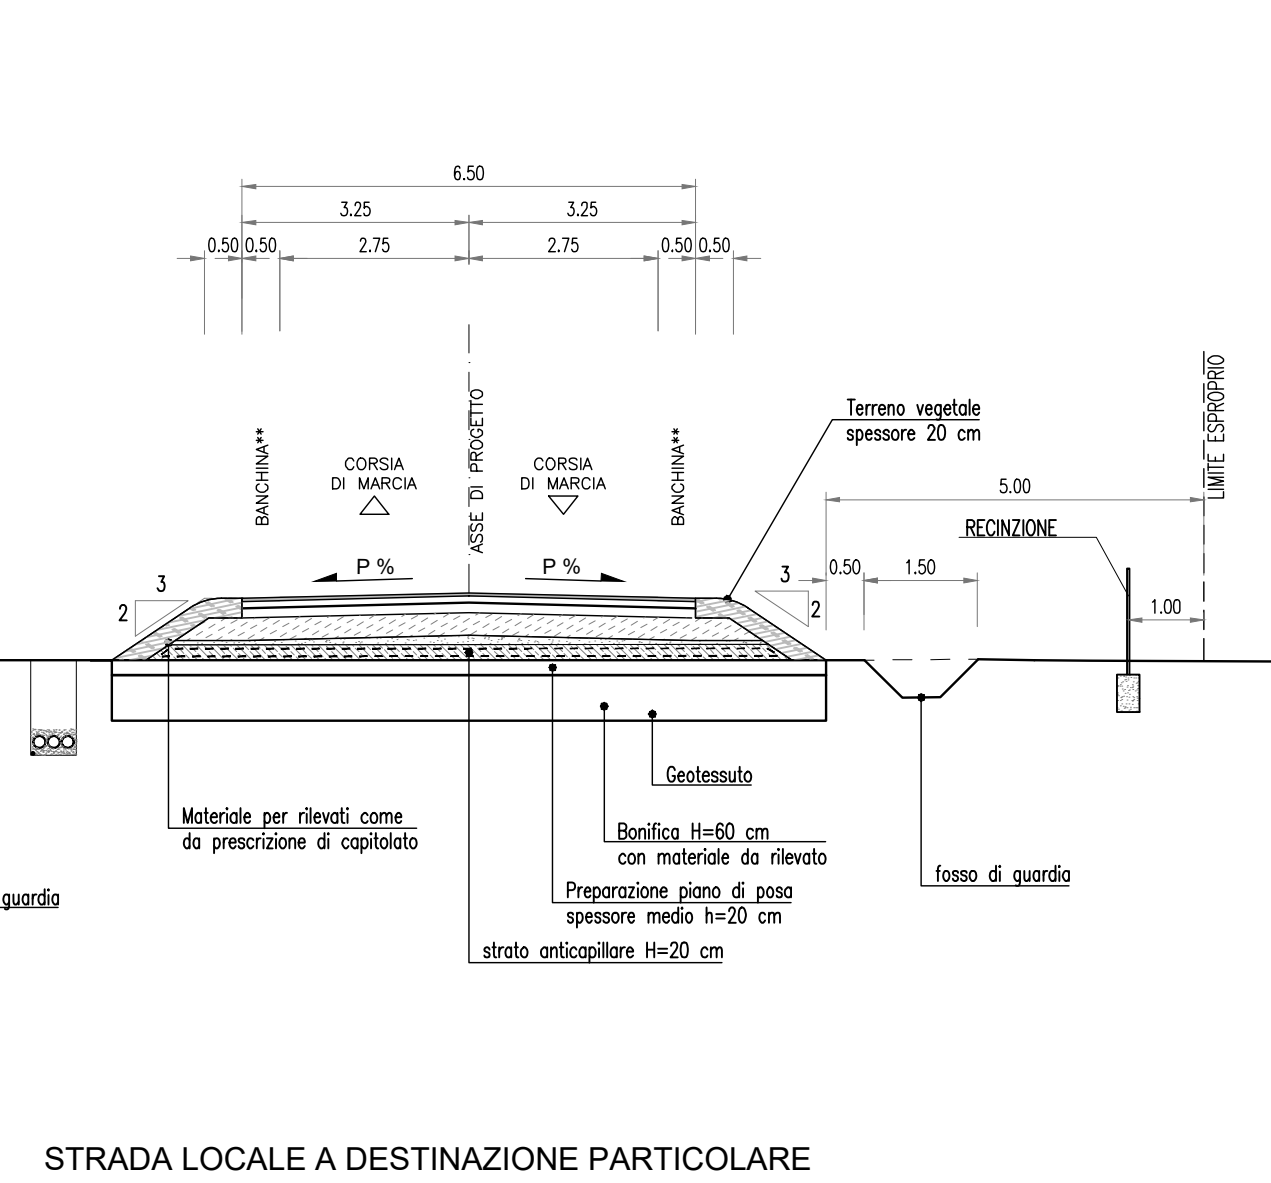 6.50
3.25 3.25
0.50 0.50 2.75 2.75 0.50 0.50
BANCHINA**
CORSIA
DI MARCIA
ASSE DI PROGETTO
CORSIA
DI MARCIA
BANCHINA**
Terreno vegetale
spessore 20 cm
LIMITE ESPROPRIO
5.00
RECINZIONE
P % P %
3
2
3
2
0.50 1.50
1.00
Geotessuto
Materiale per rilevati come
da prescrizione di capitolato
Bonifica H=60 cm
con materiale da rilevato
fosso di guardia
Preparazione piano di posa
spessore medio h=20 cm
guardia
strato anticapillare H=20 cm
STRADA LOCALE A DESTINAZIONE PARTICOLARE